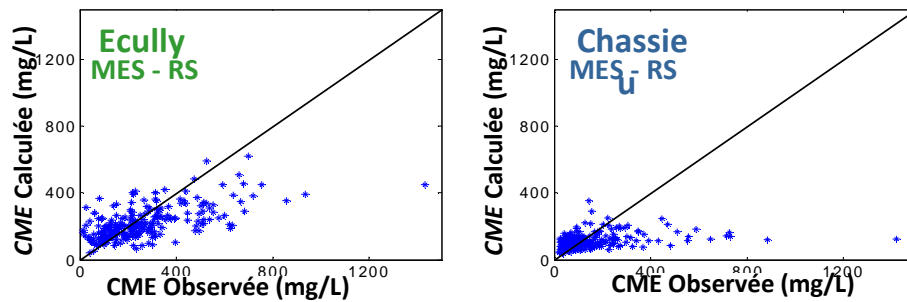 Ecully
MES - RS
CME Calculée (mg/L)
1200
800
400
0
0
400
800
1200
CME Observée (mg/L)
Chassie
u
MES - RS
CME Calculée (mg/L)
1200
800
400
0
0
400
800
1200
CME Observée (mg/L)